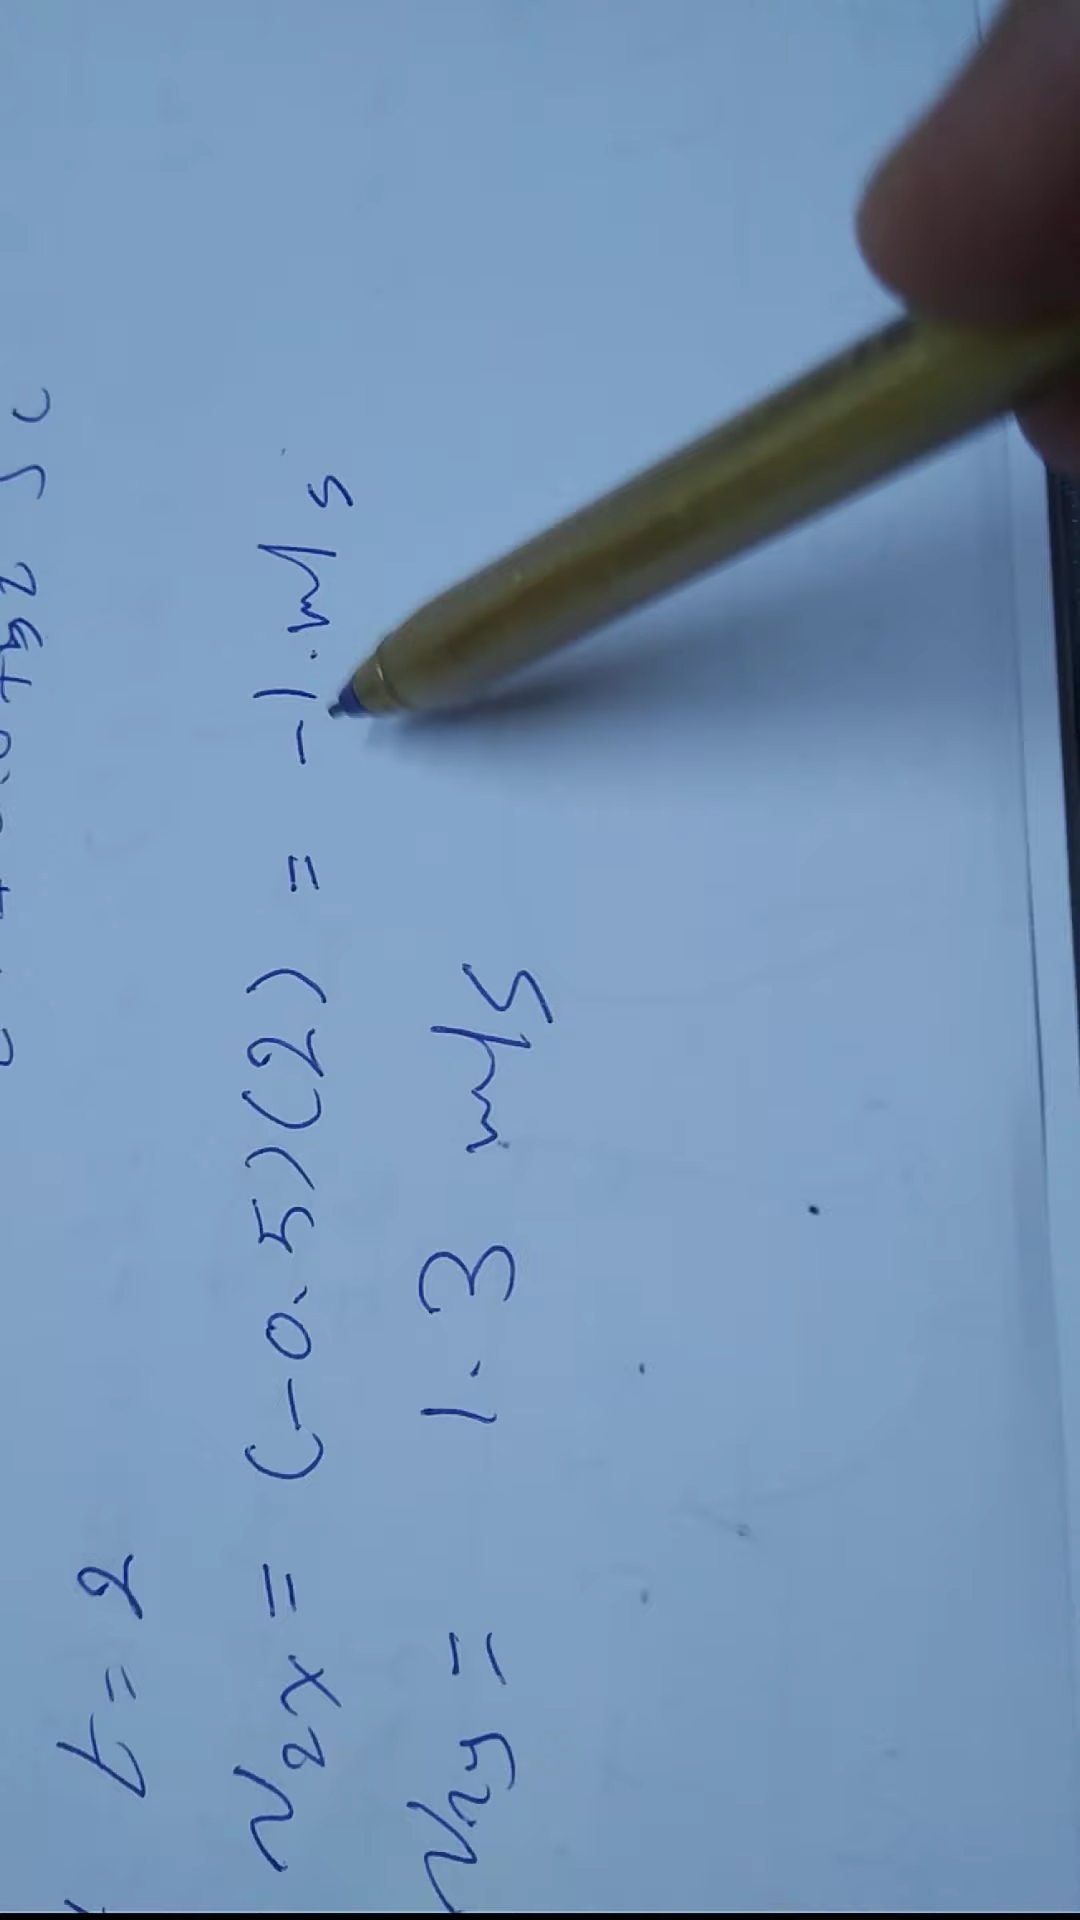 t = 2
v2x = (-0.5)(2) = -1.m/s
v2y = 1.3 m/s